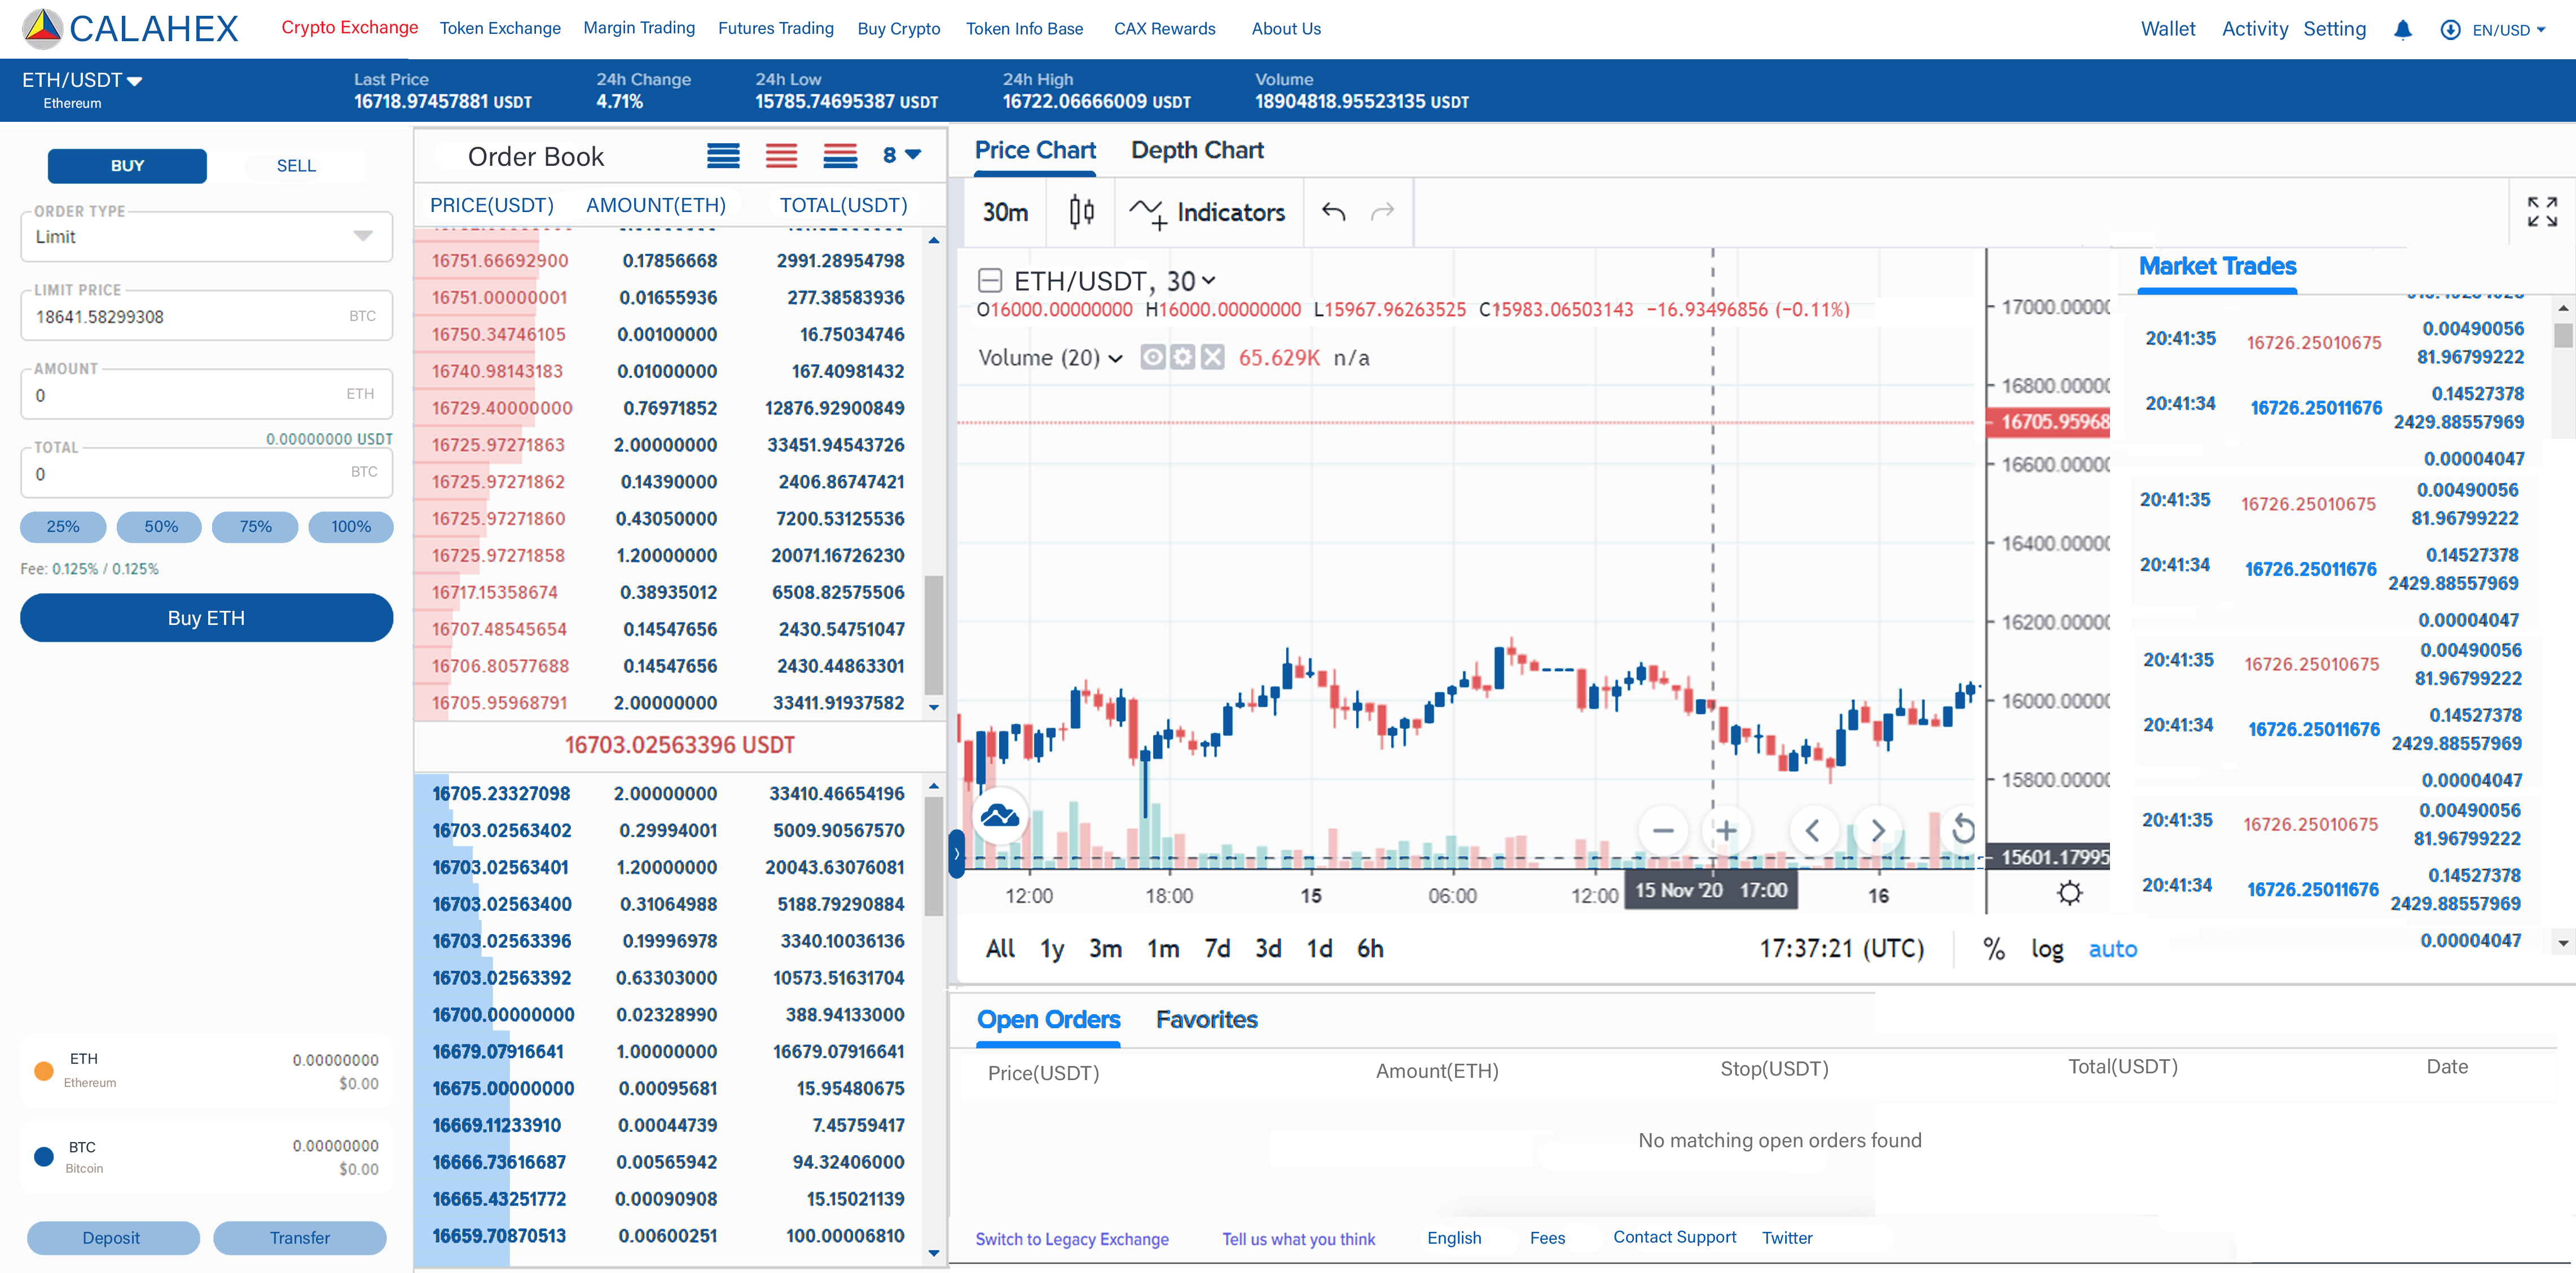 CALAHEX
Crypto Exchange Token Exchange Margin Trading Futures Trading Buy Crypto Token Info Base CAX Rewards About Us
Wallet Activity Setting EN/USD
ETH/USDT
Ethereum
Last Price
16718.97457881 USDT
24h Change
4.71%
24h Low
15785.74695387 USDT
24h High
16722.06666009 USDT
Volume
18904818.95523135 USDT
BUY SELL
ORDER TYPE
Limit
LIMIT PRICE
18641.58299308 BTC
AMOUNT
0 ETH
0.00000000 USDT
TOTAL
0 BTC
25% 50% 75% 100%
Fee: 0.125% / 0.125%
Buy ETH
ETH 0.00000000
Ethereum $0.00
BTC 0.00000000
Bitcoin $0.00
Deposit Transfer
Order Book 8
PRICE(USDT) AMOUNT(ETH) TOTAL(USDT)
16751.66692900 0.17856668 2991.28954798
16751.00000001 0.01655936 277.38583936
16750.34746105 0.00100000 16.75034746
16740.98143183 0.01000000 167.40981432
16729.40000000 0.76971852 12876.92900849
16725.97271863 2.00000000 33451.94543726
16725.97271862 0.14390000 2406.86747421
16725.97271860 0.43050000 7200.53125536
16725.97271858 1.20000000 20071.16726230
16717.15358674 0.38935012 6508.82575506
16707.48545654 0.14547656 2430.54751047
16706.80577688 0.14547656 2430.44863301
16705.95968791 2.00000000 33411.91937582
16703.02563396 USDT
16705.23327098 2.00000000 33410.46654196
16703.02563402 0.29994001 5009.90567570
16703.02563401 1.20000000 20043.63076081
16703.02563400 0.31064988 5188.79290884
16703.02563396 0.19996978 3340.10036136
16703.02563392 0.63303000 10573.51631704
16700.00000000 0.02328990 388.94133000
16679.07916641 1.00000000 16679.07916641
16675.00000000 0.00095681 15.95480675
16669.11233910 0.00044739 7.45759417
16666.73616687 0.00565942 94.32406000
16665.43251772 0.00090908 15.15021139
16659.70870513 0.00600251 100.00006810
Price Chart Depth Chart
30m Indicators
ETH/USDT, 30
O16000.00000000 H16000.00000000 L15967.96263525 C15983.06503143 −16.93496856 (−0.11%)
Volume (20) 65.629K n/a
17000.0000
16800.0000
16705.95968
16600.0000
16400.0000
16200.0000
16000.0000
15800.0000
15601.17995
12:00 18:00 15 06:00 12:00 15 Nov '20 17:00 16
All 1y 3m 1m 7d 3d 1d 6h
17:37:21 (UTC) % log auto
Market Trades
20:41:35 16726.25010675 0.00490056
81.96799222
20:41:34 16726.25011676 0.14527378
2429.88557969
0.00004047
20:41:35 16726.25010675 0.00490056
81.96799222
20:41:34 16726.25011676 0.14527378
2429.88557969
0.00004047
20:41:35 16726.25010675 0.00490056
81.96799222
20:41:34 16726.25011676 0.14527378
2429.88557969
0.00004047
20:41:35 16726.25010675 0.00490056
81.96799222
20:41:34 16726.25011676 0.14527378
2429.88557969
0.00004047
Open Orders Favorites
Price(USDT) Amount(ETH) Stop(USDT) Total(USDT) Date
No matching open orders found
Switch to Legacy Exchange Tell us what you think English Fees Contact Support Twitter